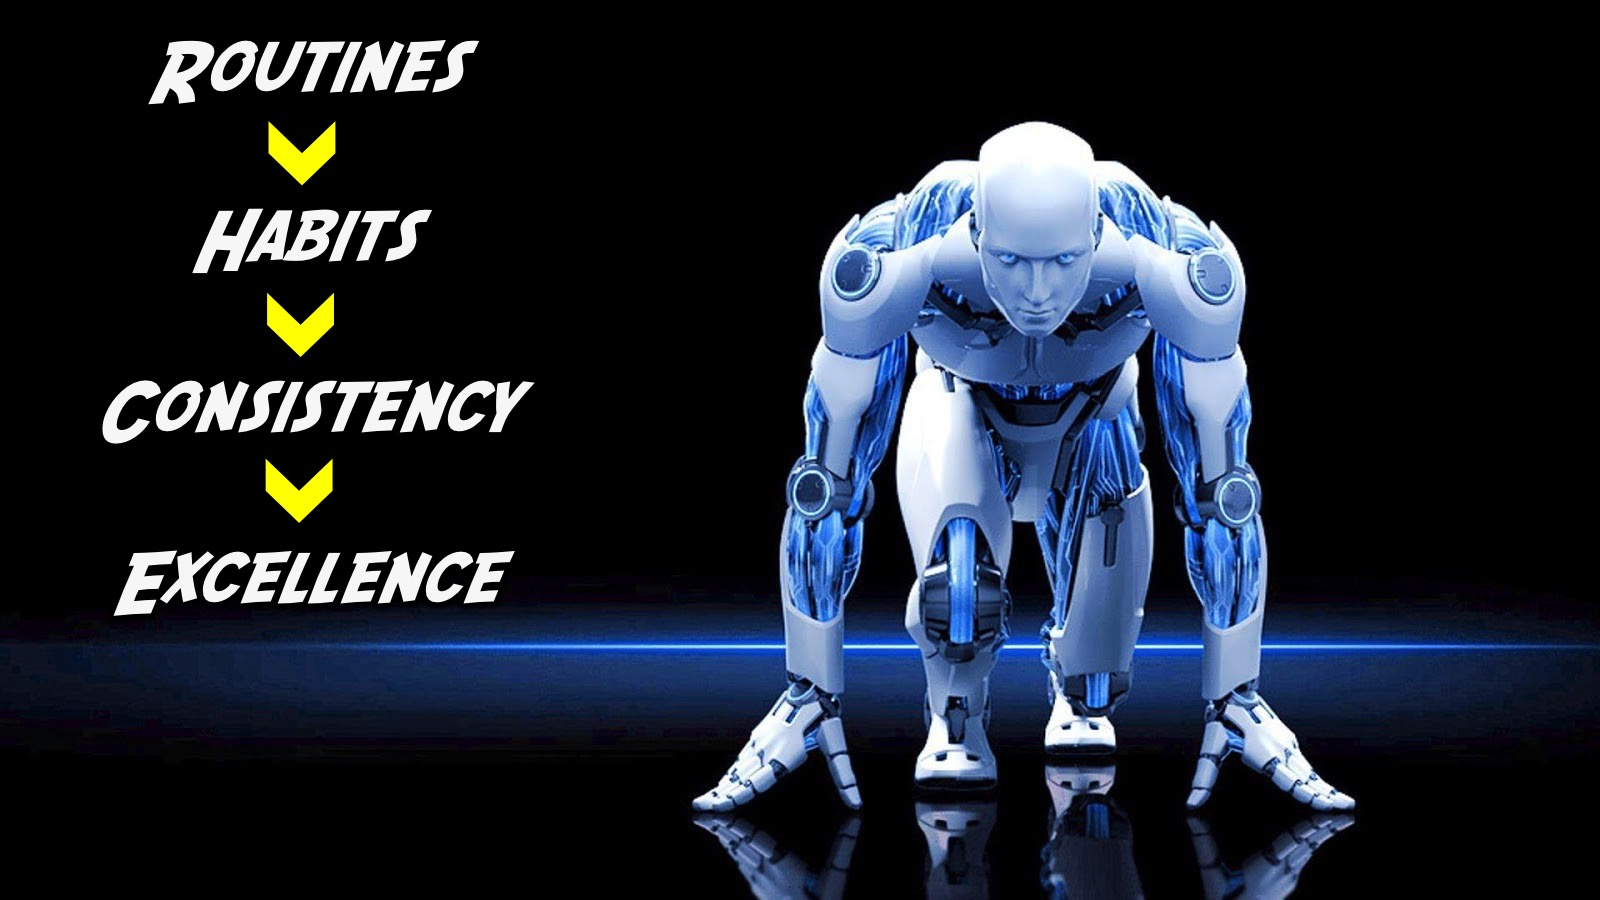 Routines
Habits
Consistency
Excellence